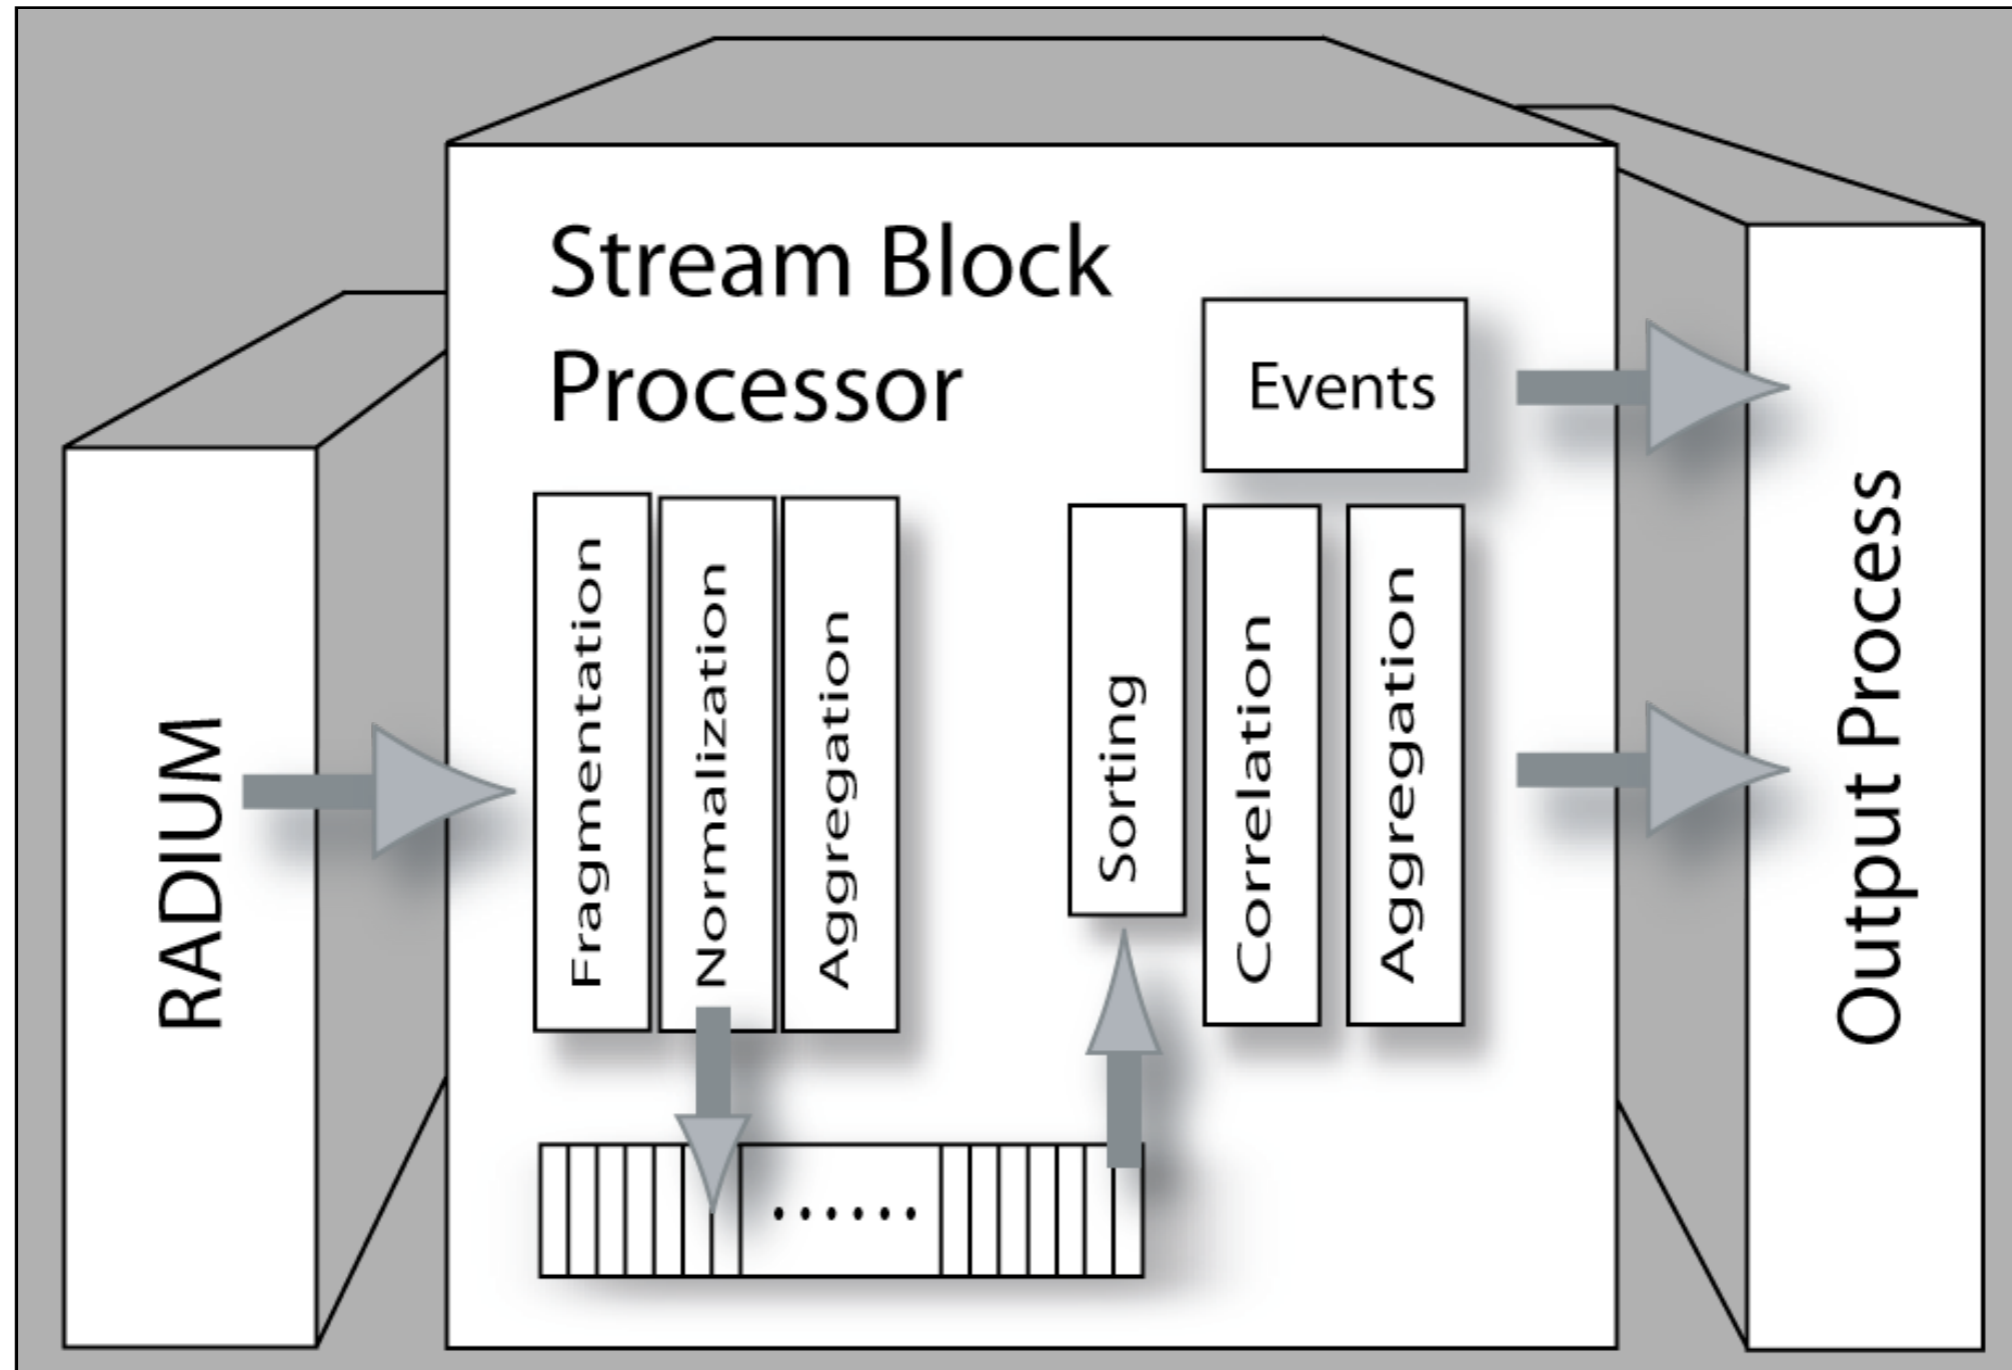 RADIUM
Stream Block
Processor
Fragmentation
Normalization
Aggregation
Sorting
Correlation
Aggregation
Events
Output Process